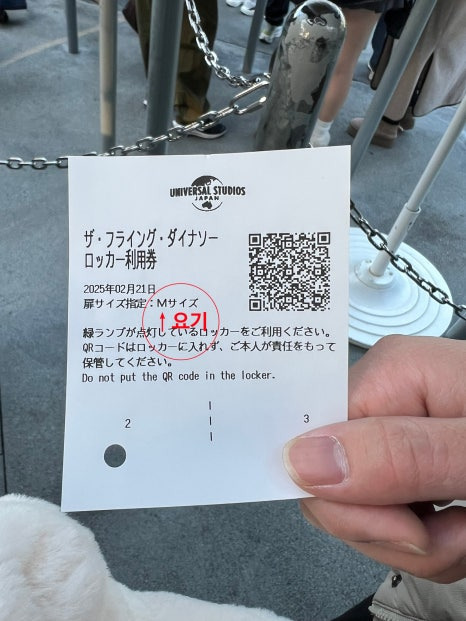 UNIVERSAL STUDIOS
JAPAN
ザ・フライング・ダイナソー
ロッカー利用券
2025年02月21日
扉サイズ指定：Mサイズ
↑ 요기
緑ランプが点灯しているロッカーをご利用ください。
QRコードはロッカーに入れず、ご本人が責任をもって
保管してください。
Do not put the QR code in the locker.
2 3